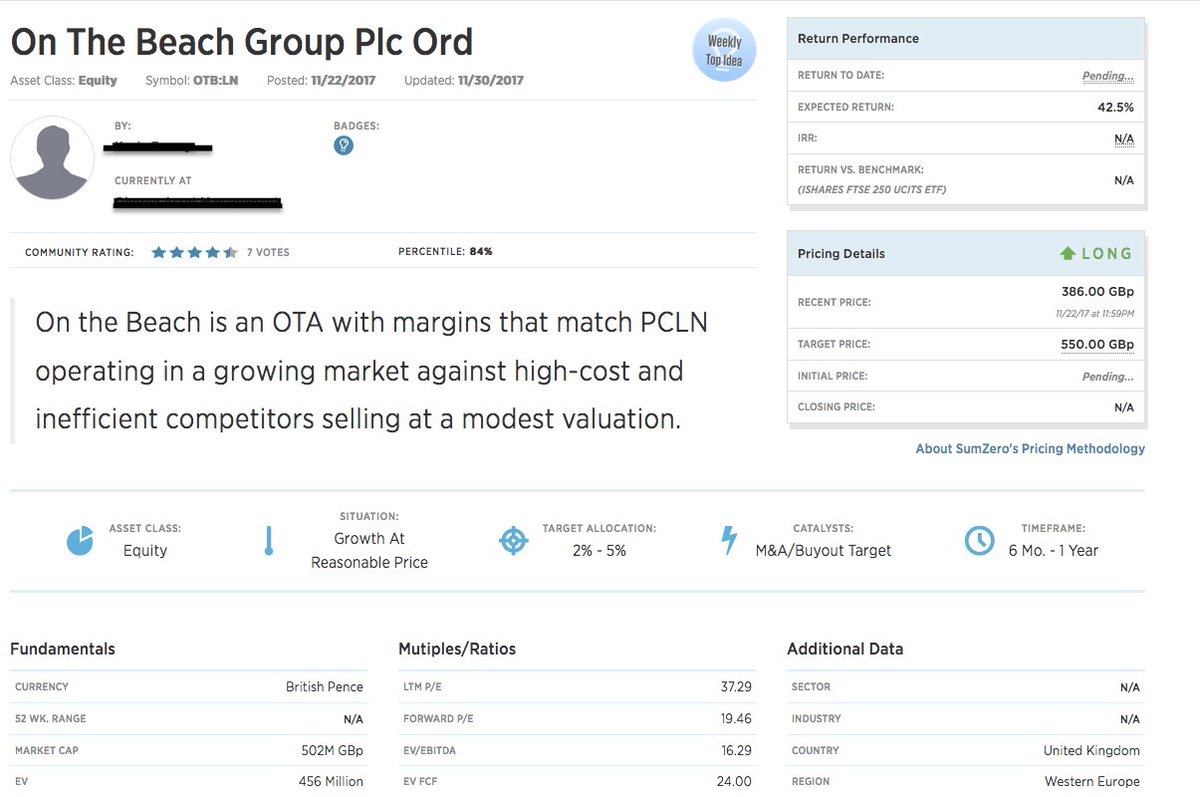 On The Beach Group Plc Ord
Weekly
Top Idea
Asset Class: Equity Symbol: OTB:LN Posted: 11/22/2017 Updated: 11/30/2017
BY:
BADGES:
CURRENTLY AT
COMMUNITY RATING: 7 VOTES PERCENTILE: 84%
On the Beach is an OTA with margins that match PCLN
operating in a growing market against high-cost and
inefficient competitors selling at a modest valuation.
Return Performance
RETURN TO DATE: Pending...
EXPECTED RETURN: 42.5%
IRR: N/A
RETURN VS. BENCHMARK: N/A
(ISHARES FTSE 250 UCITS ETF)
Pricing Details LONG
RECENT PRICE: 386.00 GBp
11/22/17 at 11:59PM
TARGET PRICE: 550.00 GBp
INITIAL PRICE: Pending...
CLOSING PRICE: N/A
About SumZero's Pricing Methodology
ASSET CLASS:
Equity
SITUATION:
Growth At
Reasonable Price
TARGET ALLOCATION:
2% - 5%
CATALYSTS:
M&A/Buyout Target
TIMEFRAME:
6 Mo. - 1 Year
Fundamentals
CURRENCY British Pence
52 WK. RANGE N/A
MARKET CAP 502M GBp
EV 456 Million
Mutiples/Ratios
LTM P/E 37.29
FORWARD P/E 19.46
EV/EBITDA 16.29
EV FCF 24.00
Additional Data
SECTOR N/A
INDUSTRY N/A
COUNTRY United Kingdom
REGION Western Europe